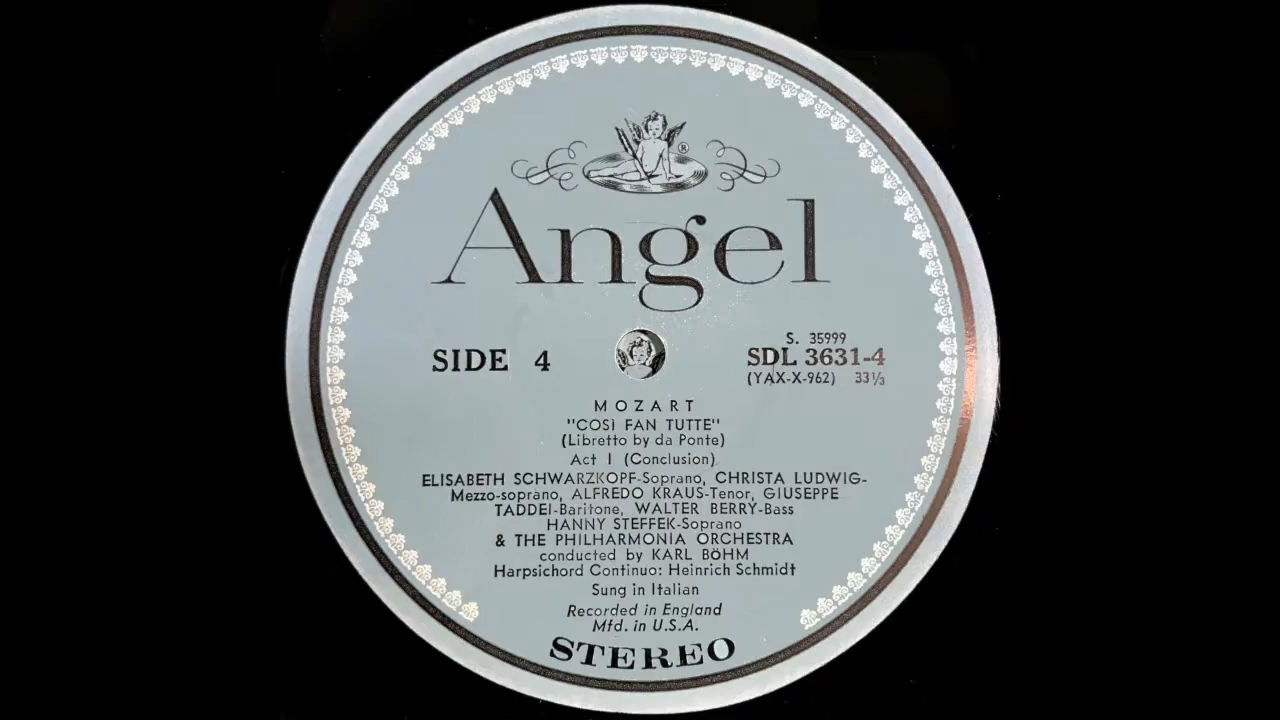 ®
Angel
SIDE 4
S. 35999
SDL 3631-4
(YAX-X-962) 33⅓
MOZART
"COSÌ FAN TUTTE"
(Libretto by da Ponte)
Act I (Conclusion)
ELISABETH SCHWARZKOPF-Soprano, CHRISTA LUDWIG-
Mezzo-soprano, ALFREDO KRAUS-Tenor, GIUSEPPE
TADDEI-Baritone, WALTER BERRY-Bass
HANNY STEFFEK-Soprano
& THE PHILHARMONIA ORCHESTRA
conducted by KARL BÖHM
Harpsichord Continuo: Heinrich Schmidt
Sung in Italian
Recorded in England
Mfd. in U.S.A.
STEREO